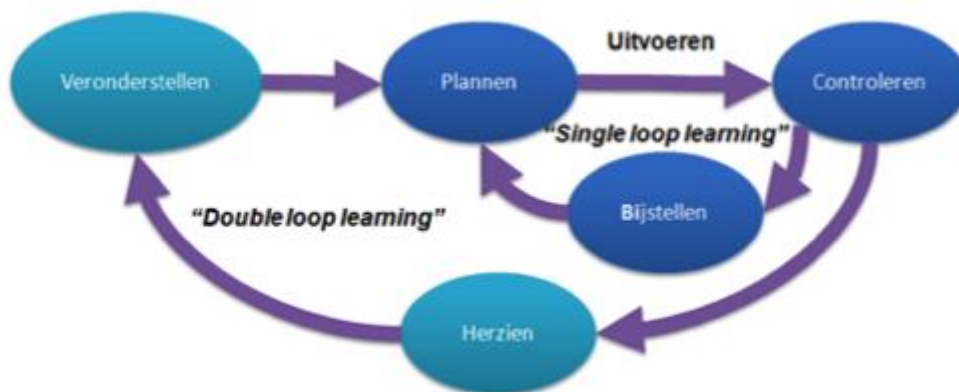 Veronderstellen
Plannen
Uitvoeren
Controleren
"Single loop learning"
Bijstellen
"Double loop learning"
Herzien